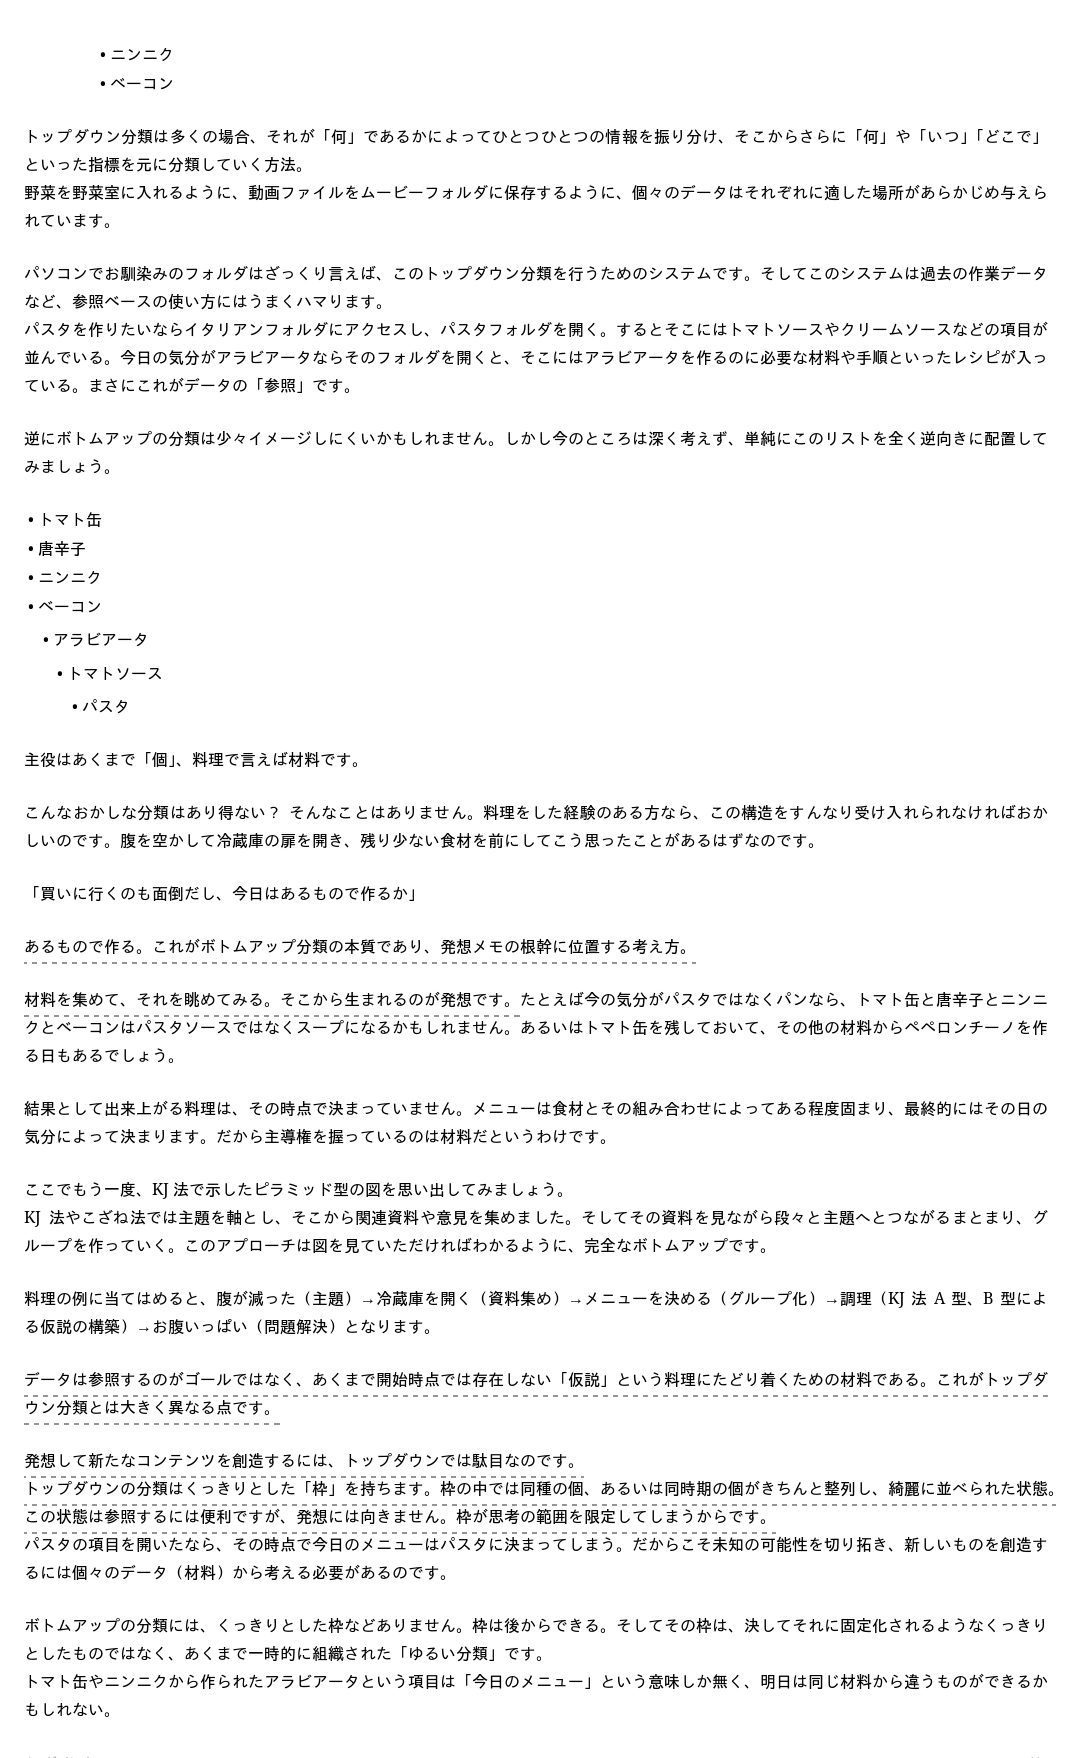 • ニンニク
• ベーコン
トップダウン分類は多くの場合、それが「何」であるかによってひとつひとつの情報を振り分け、そこからさらに「何」や「いつ」「どこで」
といった指標を元に分類していく方法。
野菜を野菜室に入れるように、動画ファイルをムービーフォルダに保存するように、個々のデータはそれぞれに適した場所があらかじめ与えら
れています。
パソコンでお馴染みのフォルダはざっくり言えば、このトップダウン分類を行うためのシステムです。そしてこのシステムは過去の作業データ
など、参照ベースの使い方にはうまくハマります。
パスタを作りたいならイタリアンフォルダにアクセスし、パスタフォルダを開く。するとそこにはトマトソースやクリームソースなどの項目が
並んでいる。今日の気分がアラビアータならそのフォルダを開くと、そこにはアラビアータを作るのに必要な材料や手順といったレシピが入っ
ている。まさにこれがデータの「参照」です。
逆にボトムアップの分類は少々イメージしにくいかもしれません。しかし今のところは深く考えず、単純にこのリストを全く逆向きに配置して
みましょう。
• トマト缶
• 唐辛子
• ニンニク
• ベーコン
• アラビアータ
• トマトソース
• パスタ
主役はあくまで「個」、料理で言えば材料です。
こんなおかしな分類はあり得ない？ そんなことはありません。料理をした経験のある方なら、この構造をすんなり受け入れられなければおか
しいのです。腹を空かして冷蔵庫の扉を開き、残り少ない食材を前にしてこう思ったことがあるはずなのです。
「買いに行くのも面倒だし、今日はあるもので作るか」
あるもので作る。これがボトムアップ分類の本質であり、発想メモの根幹に位置する考え方。
材料を集めて、それを眺めてみる。そこから生まれるのが発想です。たとえば今の気分がパスタではなくパンなら、トマト缶と唐辛子とニンニ
クとベーコンはパスタソースではなくスープになるかもしれません。あるいはトマト缶を残しておいて、その他の材料からペペロンチーノを作
る日もあるでしょう。
結果として出来上がる料理は、その時点で決まっていません。メニューは食材とその組み合わせによってある程度固まり、最終的にはその日の
気分によって決まります。だから主導権を握っているのは材料だというわけです。
ここでもう一度、KJ 法で示したピラミッド型の図を思い出してみましょう。
KJ 法やこざね法では主題を軸とし、そこから関連資料や意見を集めました。そしてその資料を見ながら段々と主題へとつながるまとまり、グ
ループを作っていく。このアプローチは図を見ていただければわかるように、完全なボトムアップです。
料理の例に当てはめると、腹が減った（主題）→冷蔵庫を開く（資料集め）→メニューを決める（グループ化）→調理（KJ 法 A 型、B 型によ
る仮説の構築）→お腹いっぱい（問題解決）となります。
データは参照するのがゴールではなく、あくまで開始時点では存在しない「仮説」という料理にたどり着くための材料である。これがトップダ
ウン分類とは大きく異なる点です。
発想して新たなコンテンツを創造するには、トップダウンでは駄目なのです。
トップダウンの分類はくっきりとした「枠」を持ちます。枠の中では同種の個、あるいは同時期の個がきちんと整列し、綺麗に並べられた状態。
この状態は参照するには便利ですが、発想には向きません。枠が思考の範囲を限定してしまうからです。
パスタの項目を開いたなら、その時点で今日のメニューはパスタに決まってしまう。だからこそ未知の可能性を切り拓き、新しいものを創造す
るには個々のデータ（材料）から考える必要があるのです。
ボトムアップの分類には、くっきりとした枠などありません。枠は後からできる。そしてその枠は、決してそれに固定化されるようなくっきり
としたものではなく、あくまで一時的に組織された「ゆるい分類」です。
トマト缶やニンニクから作られたアラビアータという項目は「今日のメニュー」という意味しか無く、明日は同じ材料から違うものができるか
もしれない。